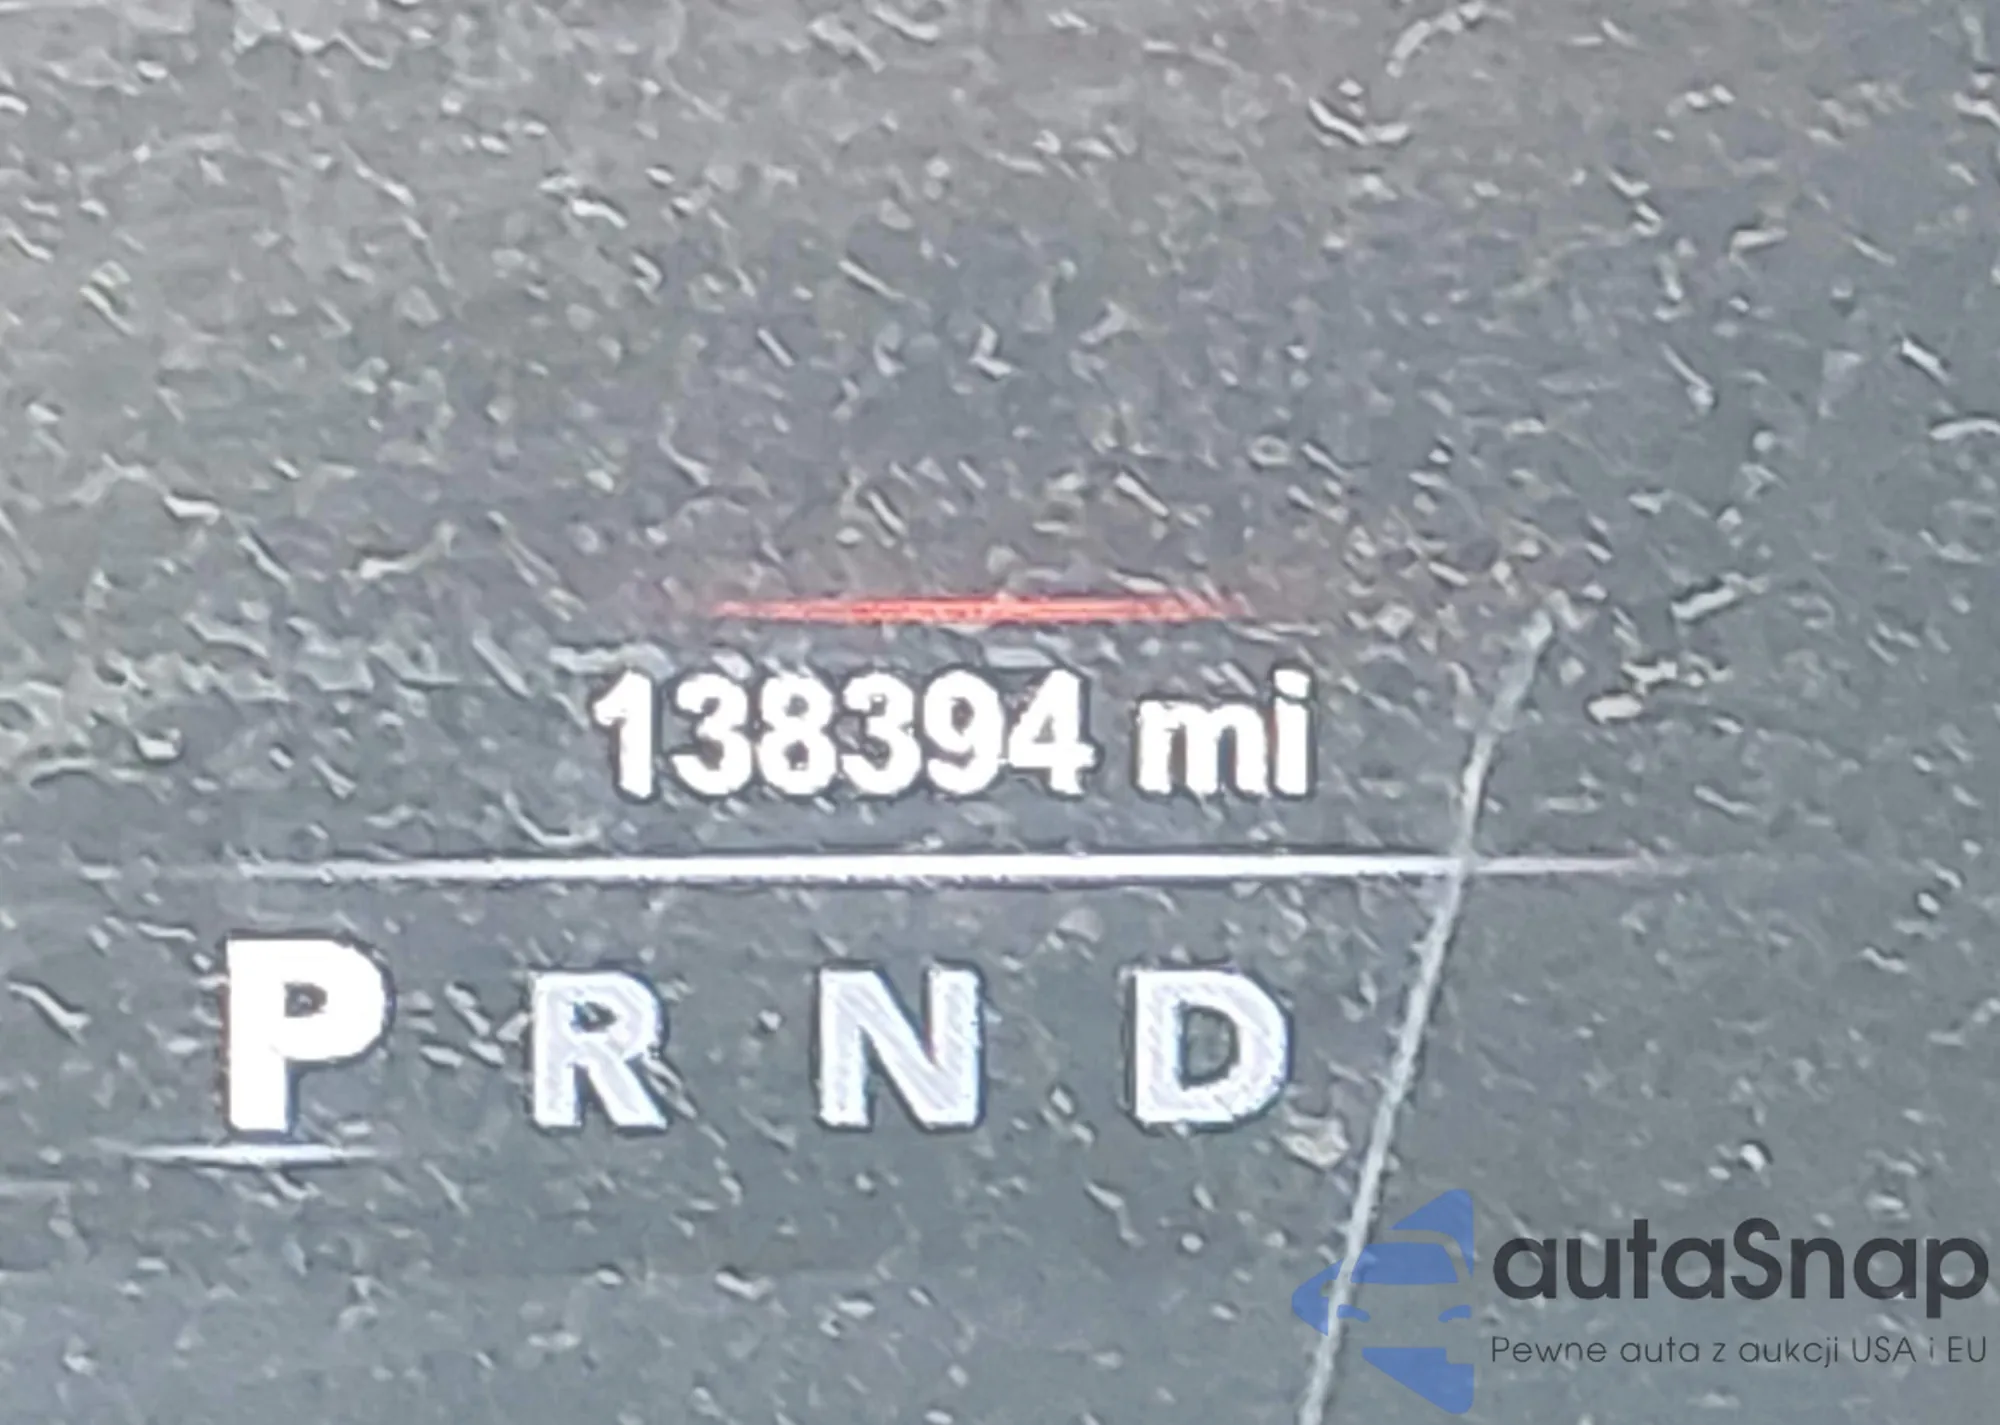 138394 mi
P R N D
autaSnap
Pewne auta z aukcji USA i EU